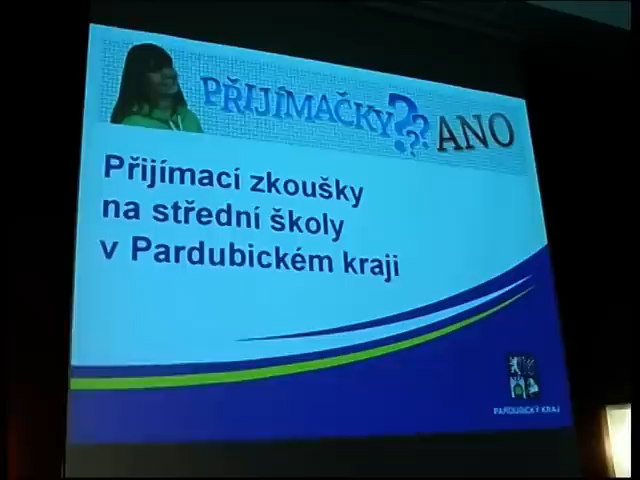 PŘIJÍMAČKY??? ANO
Přijímací zkoušky
na střední školy
v Pardubickém kraji
PARDUBICKÝ KRAJ